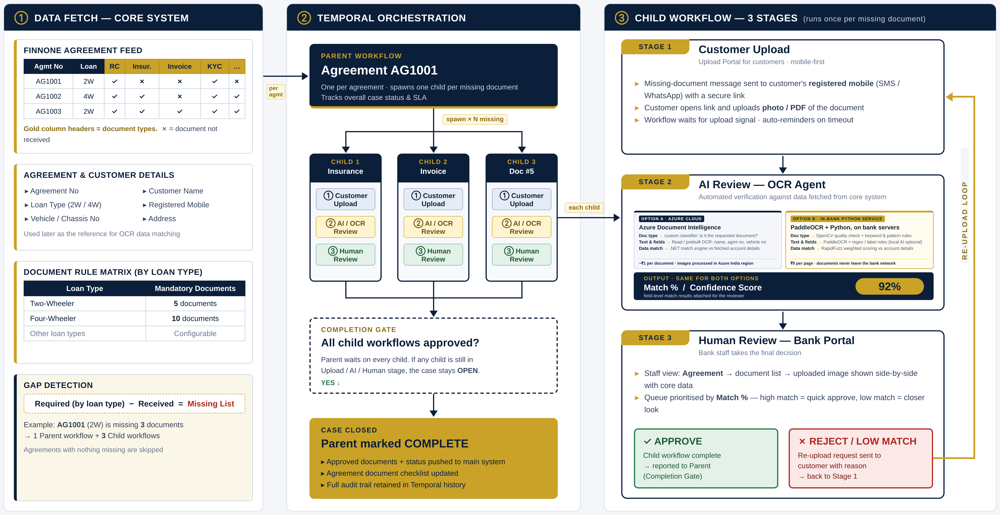 ① DATA FETCH — CORE SYSTEM
FINNONE AGREEMENT FEED
Agmt No Loan RC Insur. Invoice KYC …
AG1001 2W ✓ × × ✓ ×
AG1002 4W ✓ ✓ × ✓ ✓
AG1003 2W ✓ ✓ ✓ ✓ ✓
Gold column headers = document types. × = document not
received
AGREEMENT & CUSTOMER DETAILS
▸ Agreement No ▸ Customer Name
▸ Loan Type (2W / 4W) ▸ Registered Mobile
▸ Vehicle / Chassis No ▸ Address
Used later as the reference for OCR data matching
DOCUMENT RULE MATRIX (BY LOAN TYPE)
Loan Type Mandatory Documents
Two-Wheeler 5 documents
Four-Wheeler 10 documents
Other loan types Configurable
GAP DETECTION
Required (by loan type) − Received = Missing List
Example: AG1001 (2W) is missing 3 documents
→ 1 Parent workflow + 3 Child workflows
Agreements with nothing missing are skipped
per
agmt
② TEMPORAL ORCHESTRATION
PARENT WORKFLOW
Agreement AG1001
One per agreement · spawns one child per missing document
Tracks overall case status & SLA
spawn × N missing
CHILD 1
Insurance
① Customer
Upload
② AI / OCR
Review
③ Human
Review
CHILD 2
Invoice
① Customer
Upload
② AI / OCR
Review
③ Human
Review
CHILD 3
Doc #5
① Customer
Upload
② AI / OCR
Review
③ Human
Review
COMPLETION GATE
All child workflows approved?
Parent waits on every child. If any child is still in
Upload / AI / Human stage, the case stays OPEN.
YES ↓
CASE CLOSED
Parent marked COMPLETE
▸ Approved documents + status pushed to main system
▸ Agreement document checklist updated
▸ Full audit trail retained in Temporal history
each child
③ CHILD WORKFLOW — 3 STAGES (runs once per missing document)
STAGE 1
Customer Upload
Upload Portal for customers · mobile-first
▸ Missing-document message sent to customer's registered mobile (SMS /
WhatsApp) with a secure link
▸ Customer opens link and uploads photo / PDF of the document
▸ Workflow waits for upload signal · auto-reminders on timeout
STAGE 2
AI Review — OCR Agent
Automated verification against data fetched from core system
OPTION A · AZURE CLOUD
Azure Document Intelligence
Doc type → custom classifier: is it the requested document?
Text & fields → Read / prebuilt OCR: name, agmt no, vehicle no
Data match → .NET match engine vs fetched account details
~₹1 per document · images processed in Azure India region
OPTION B · IN-BANK PYTHON SERVICE
PaddleOCR + Python, on bank servers
Doc type → OpenCV quality check + keyword & pattern rules
Text & fields → PaddleOCR + regex / label rules (local AI optional)
Data match → RapidFuzz weighted scoring vs account details
₹0 per page · documents never leave the bank network
OUTPUT · SAME FOR BOTH OPTIONS
Match % / Confidence Score
field-level match results attached for the reviewer
92%
STAGE 3
Human Review — Bank Portal
Bank staff takes the final decision
▸ Staff view: Agreement → document list → uploaded image shown side-by-side
with core data
▸ Queue prioritised by Match % — high match = quick approve, low match = closer
look
✓ APPROVE
Child workflow complete
→ reported to Parent
(Completion Gate)
× REJECT / LOW MATCH
Re-upload request sent to
customer with reason
→ back to Stage 1
RE-UPLOAD LOOP